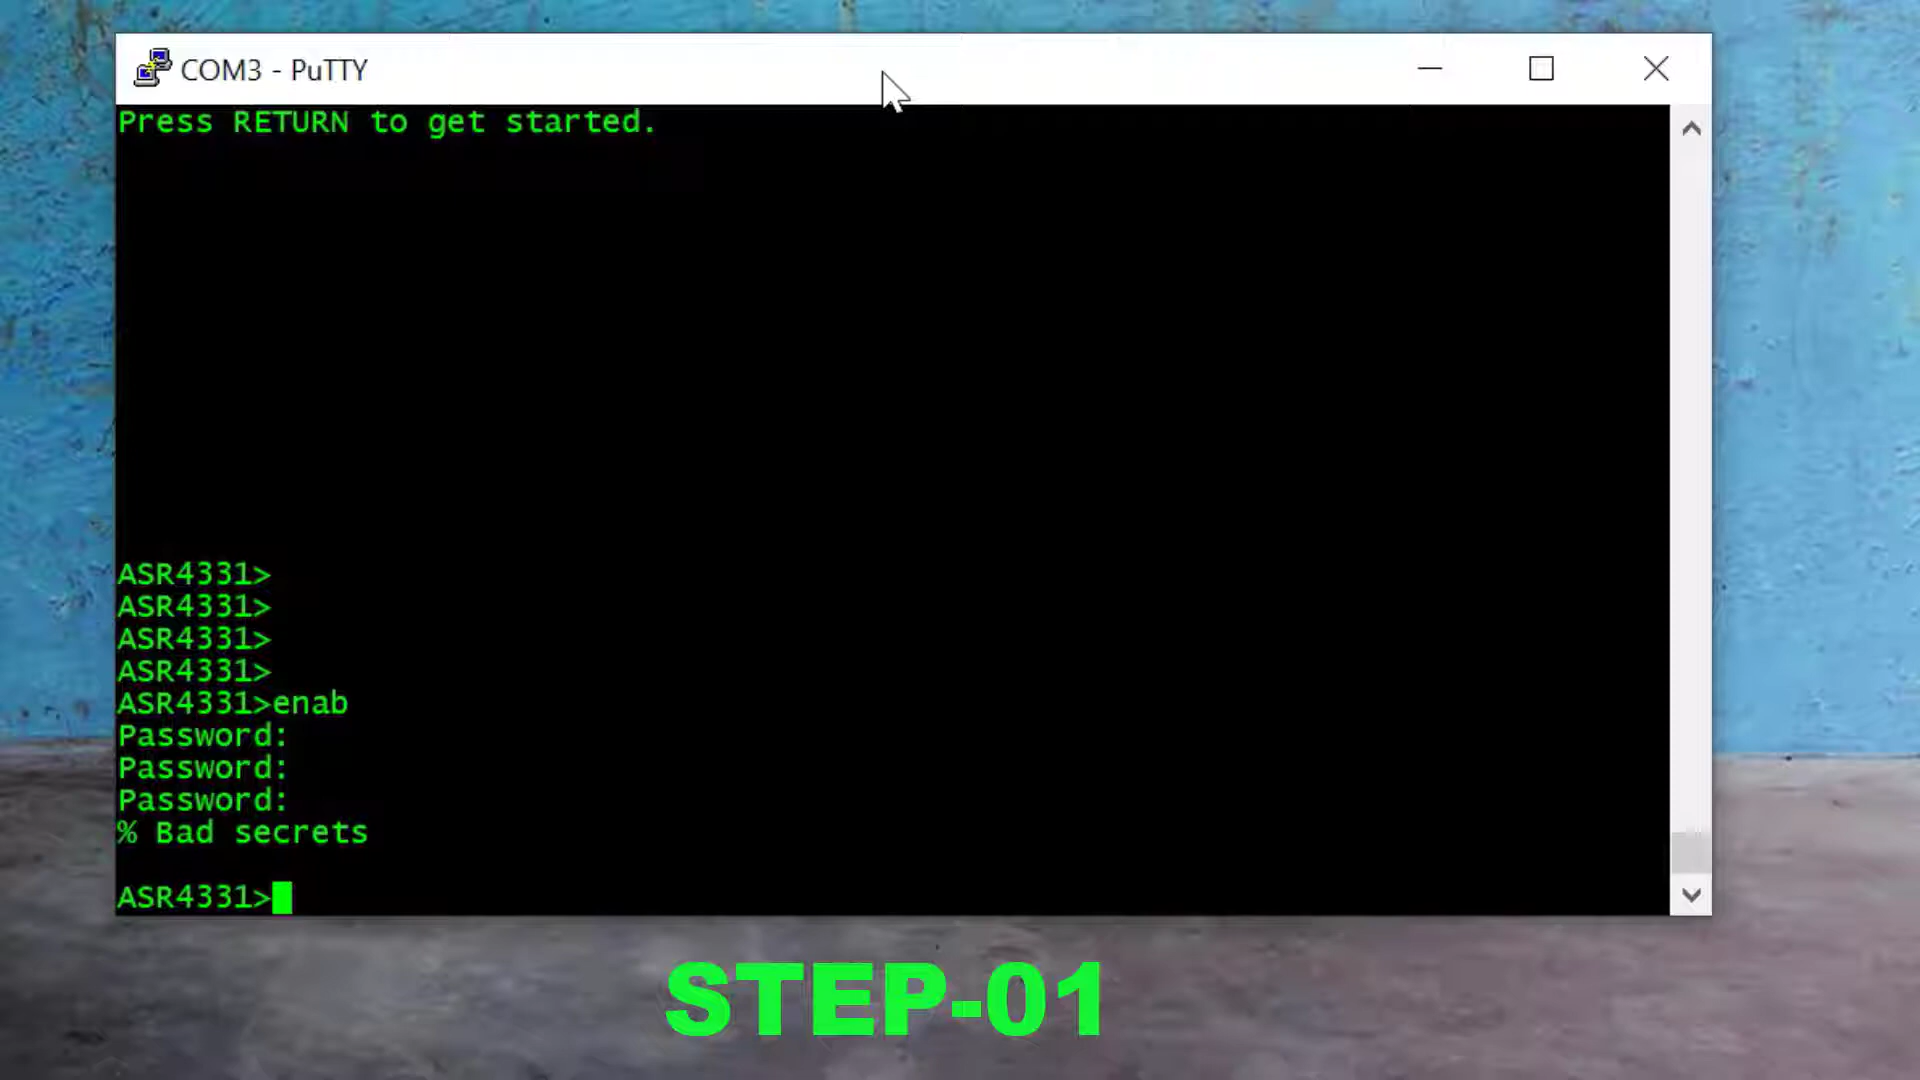 COM3 - PuTTY
Press RETURN to get started.
ASR4331>
ASR4331>
ASR4331>
ASR4331>
ASR4331>enab
Password:
Password:
Password:
% Bad secrets
ASR4331>
STEP-01